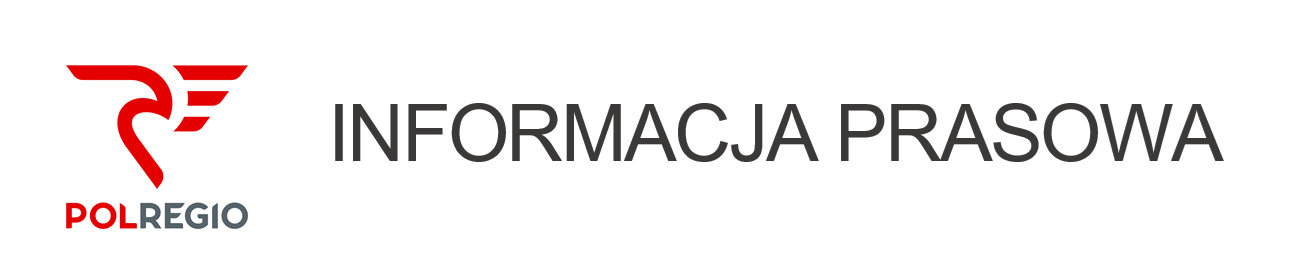 INFORMACJA PRASOWA
POLREGIO